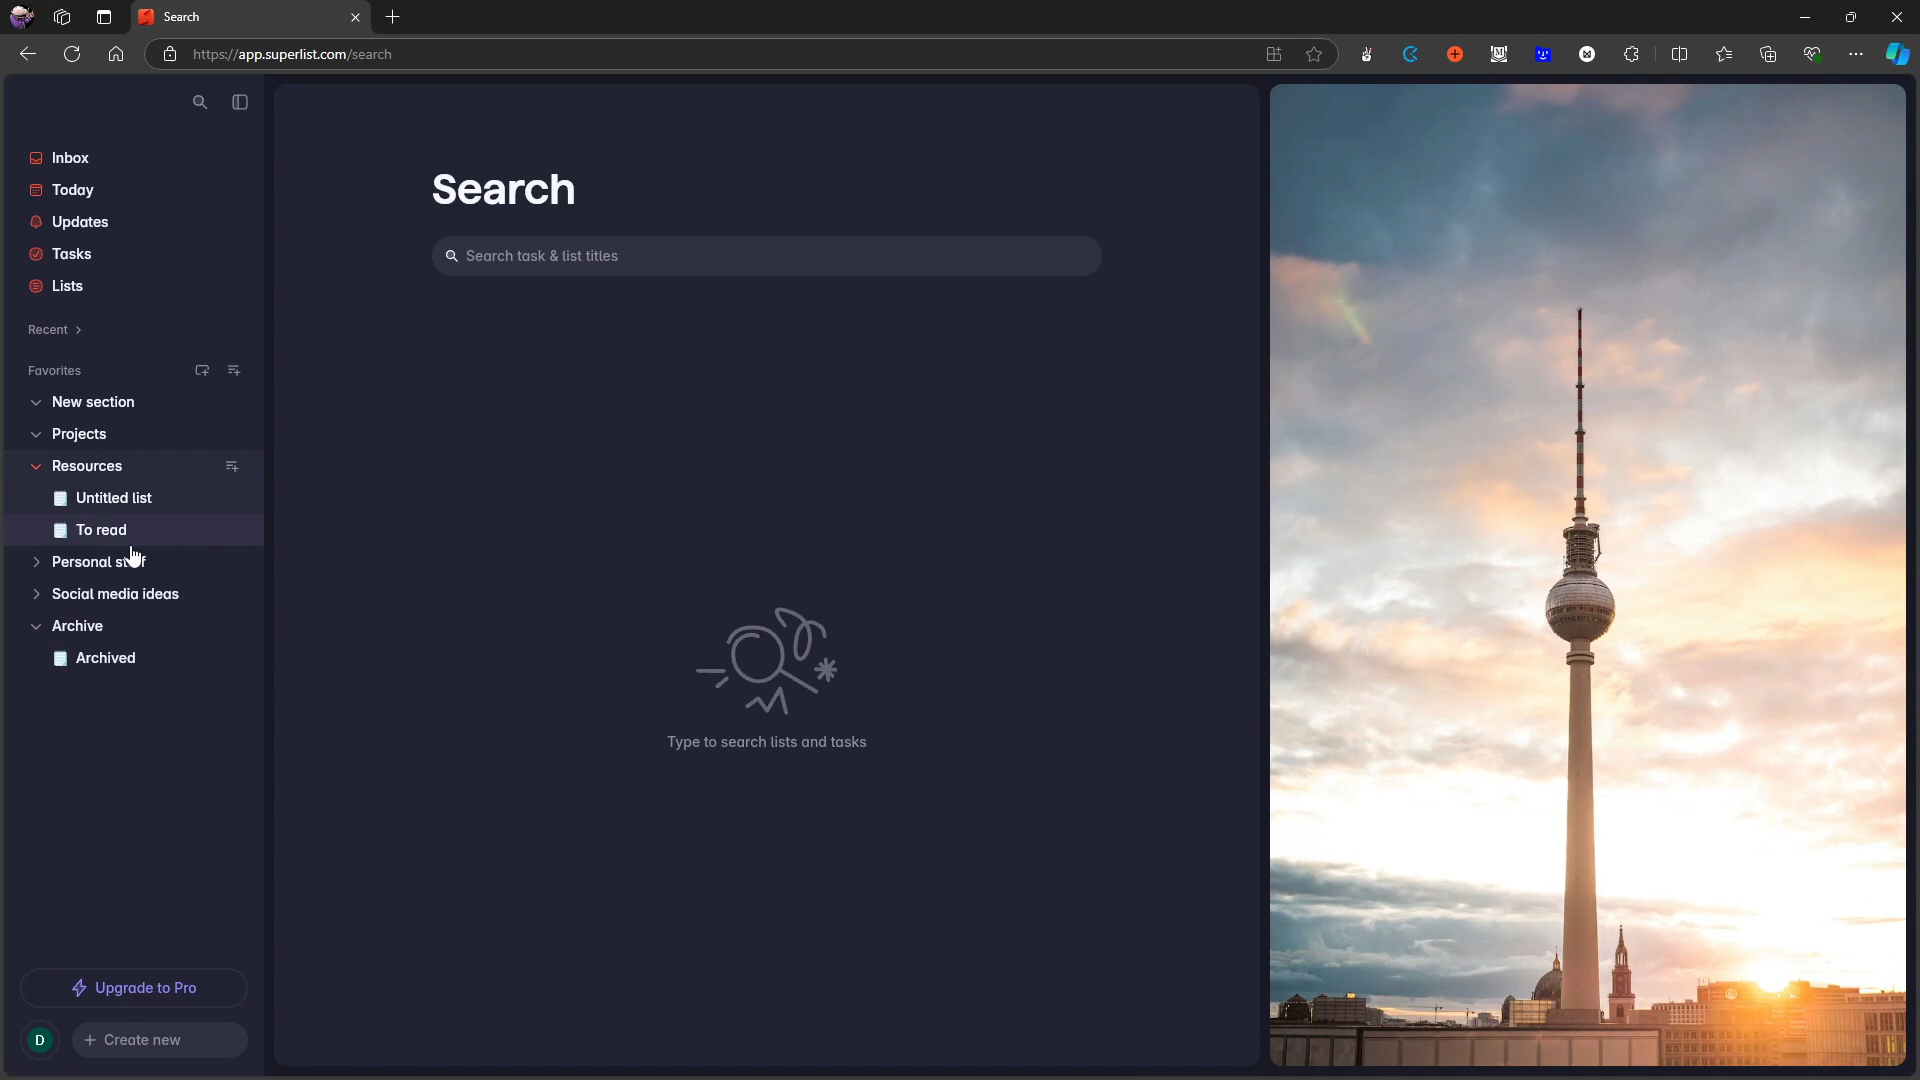 Search
https://app.superlist.com/search
Inbox
Today
Updates
Tasks
Lists
Recent
Favorites
New section
Projects
Resources
Untitled list
To read
Personal stuff
Social media ideas
Archive
Archived
Upgrade to Pro
D
Create new
Search
Search task & list titles
Type to search lists and tasks